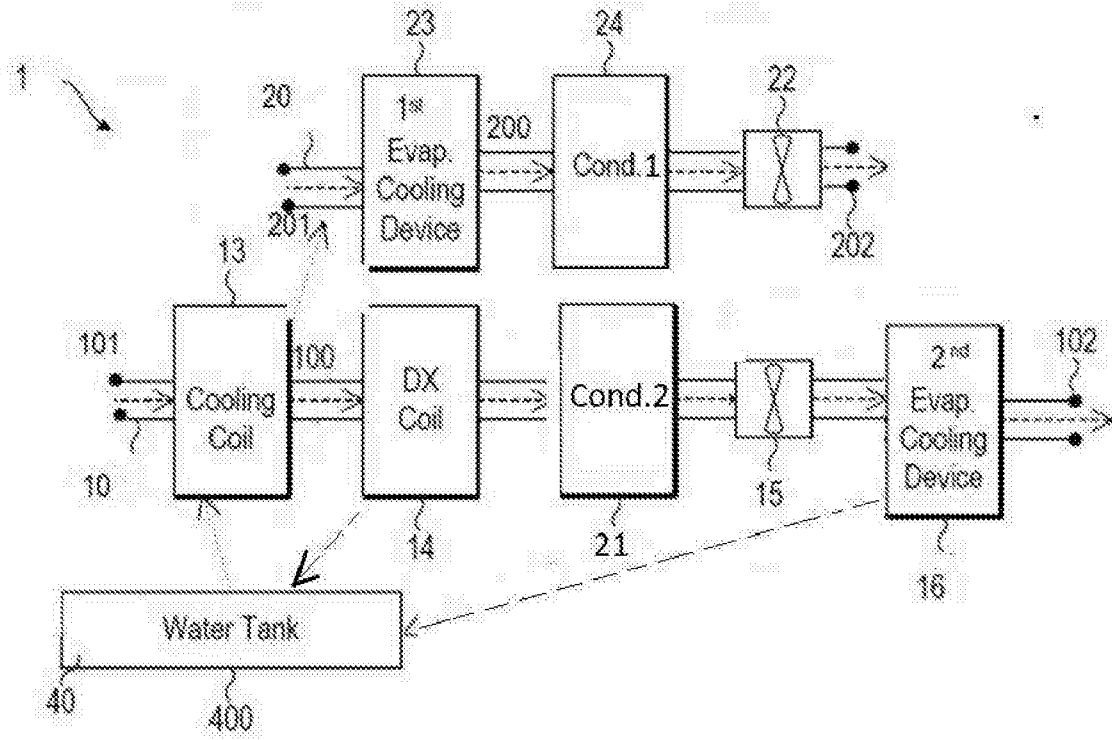 23
24
1
22
20
1st
Evap.
Cooling
Device
200
Cond.1
201
202
13
101
100
Cooling
Coil
DX
Coil
Cond.2
2nd
Evap.
Cooling
Device
102
10
14
21
15
16
Water Tank
40
400